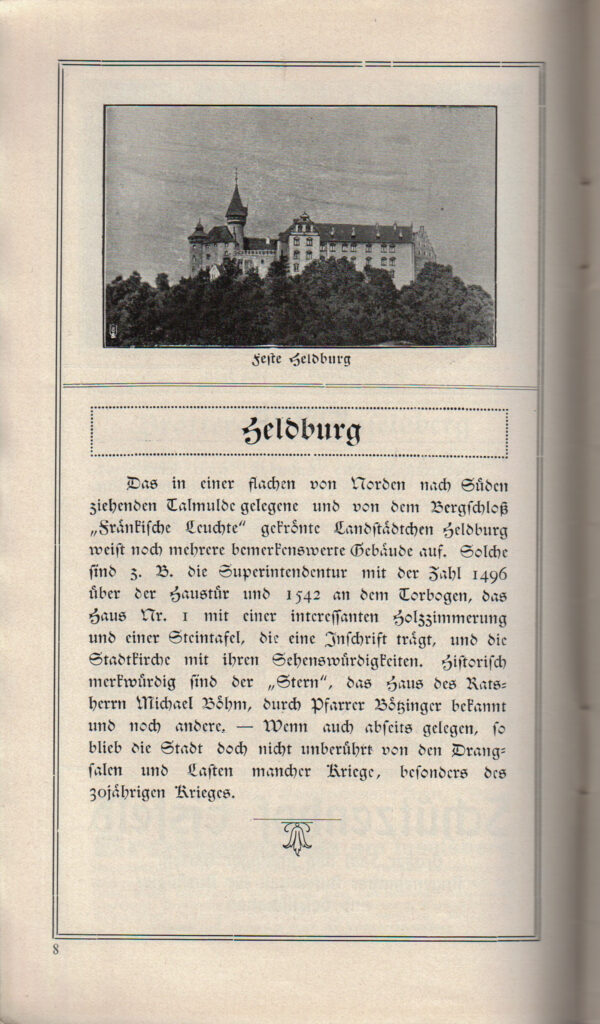 Feste Heldburg
Heldburg
Das in einer flachen von Norden nach Süden
ziehenden Talmulde gelegene und von dem Bergschloß
„Fränkische Leuchte“ gekrönte Landstädtchen Heldburg
weist noch mehrere bemerkenswerte Gebäude auf. Solche
sind z. B. die Superintendentur mit der Zahl 1496
über der Haustür und 1542 an dem Torbogen, das
Haus Nr. 1 mit einer interessanten Holzzimmerung
und einer Steintafel, die eine Inschrift trägt, und die
Stadtkirche mit ihren Sehenswürdigkeiten. Historisch
merkwürdig sind der „Stern“, das Haus des Rats-
herrn Michael Böhm, durch Pfarrer Bötzinger bekannt
und noch andere. — Wenn auch abseits gelegen, so
blieb die Stadt doch nicht unberührt von den Drang-
salen und Lasten mancher Kriege, besonders des
30jährigen Krieges.
8